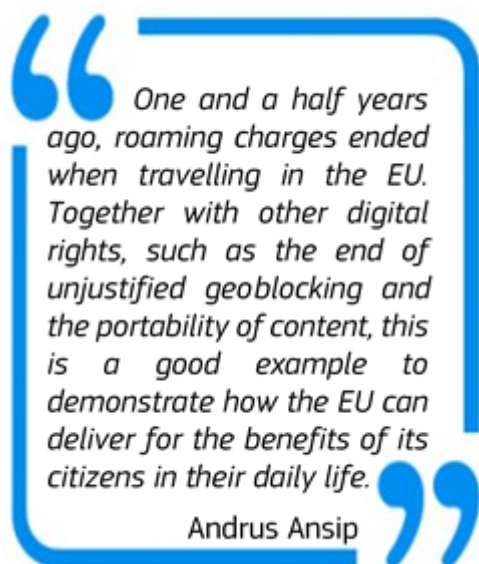 One and a half years
ago, roaming charges ended
when travelling in the EU.
Together with other digital
rights, such as the end of
unjustified geoblocking and
the portability of content, this
is a good example to
demonstrate how the EU can
deliver for the benefits of its
citizens in their daily life.
Andrus Ansip